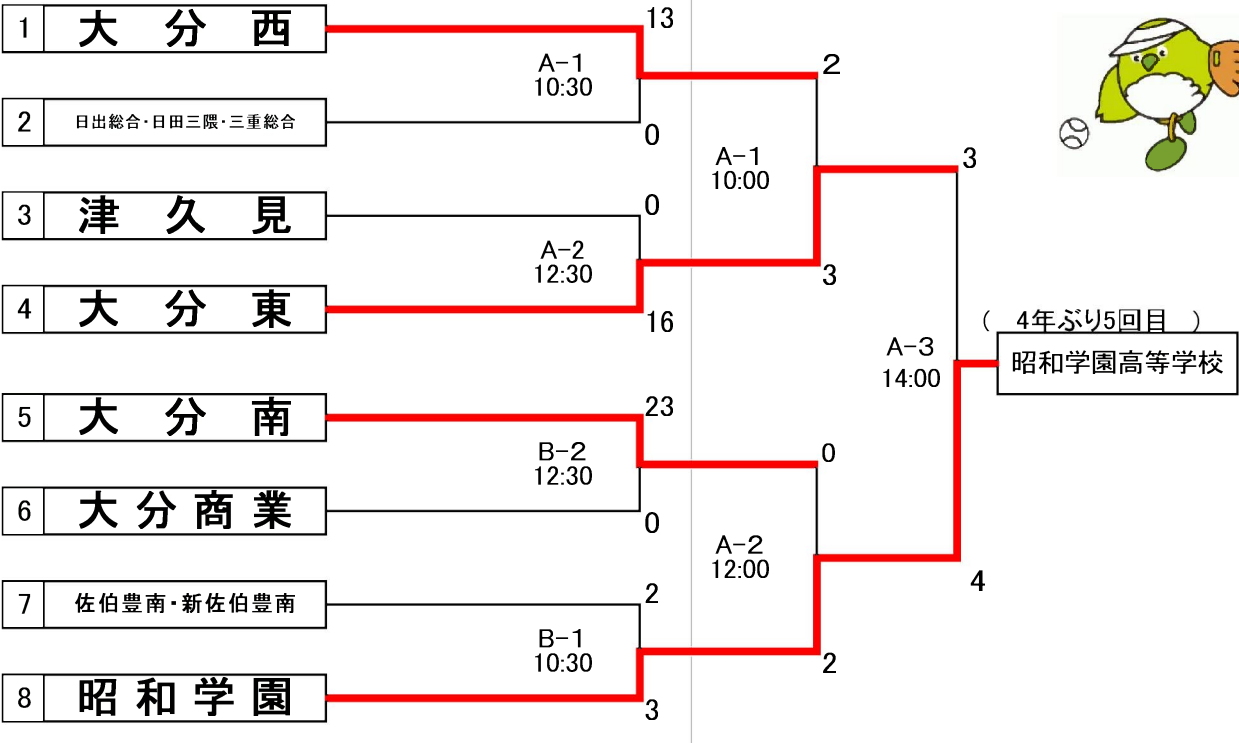 1 大分西
13
A-1
10:30
2 日出総合・日田三隈・三重総合
0
2
A-1
10:00
3 津久見
0
A-2
12:30
4 大分東
16
3
3
A-3
14:00
( 4年ぶり5回目 )
昭和学園高等学校
5 大分南
23
B-2
12:30
6 大分商業
0
0
A-2
12:00
4
7 佐伯豊南・新佐伯豊南
2
B-1
10:30
8 昭和学園
3
2